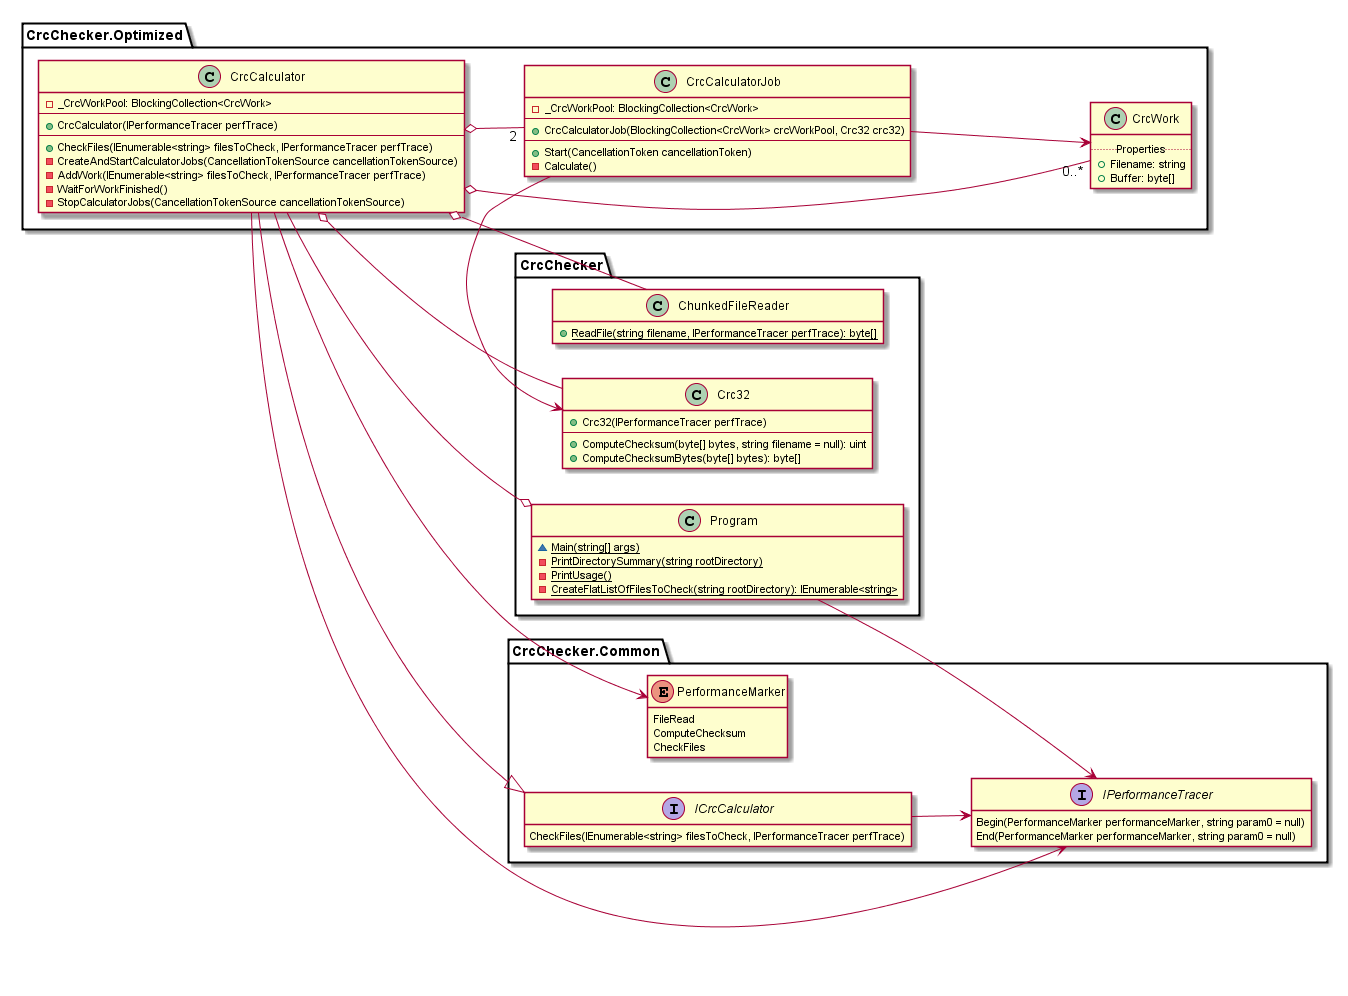 CrcChecker.Optimized
C CrcCalculator
_CrcWorkPool: BlockingCollection<CrcWork>
CrcCalculator(IPerformanceTracer perfTrace)
CheckFiles(IEnumerable<string> filesToCheck, IPerformanceTracer perfTrace)
CreateAndStartCalculatorJobs(CancellationTokenSource cancellationTokenSource)
AddWork(IEnumerable<string> filesToCheck, IPerformanceTracer perfTrace)
WaitForWorkFinished()
StopCalculatorJobs(CancellationTokenSource cancellationTokenSource)
2
C CrcCalculatorJob
_CrcWorkPool: BlockingCollection<CrcWork>
CrcCalculatorJob(BlockingCollection<CrcWork> crcWorkPool, Crc32 crc32)
Start(CancellationToken cancellationToken)
Calculate()
C CrcWork
Properties
Filename: string
Buffer: byte[]
0..*
CrcChecker
C ChunkedFileReader
ReadFile(string filename, IPerformanceTracer perfTrace): byte[]
C Crc32
Crc32(IPerformanceTracer perfTrace)
ComputeChecksum(byte[] bytes, string filename = null): uint
ComputeChecksumBytes(byte[] bytes): byte[]
C Program
Main(string[] args)
PrintDirectorySummary(string rootDirectory)
PrintUsage()
CreateFlatListOfFilesToCheck(string rootDirectory): IEnumerable<string>
CrcChecker.Common
E PerformanceMarker
FileRead
ComputeChecksum
CheckFiles
I ICrcCalculator
CheckFiles(IEnumerable<string> filesToCheck, IPerformanceTracer perfTrace)
I IPerformanceTracer
Begin(PerformanceMarker performanceMarker, string param0 = null)
End(PerformanceMarker performanceMarker, string param0 = null)